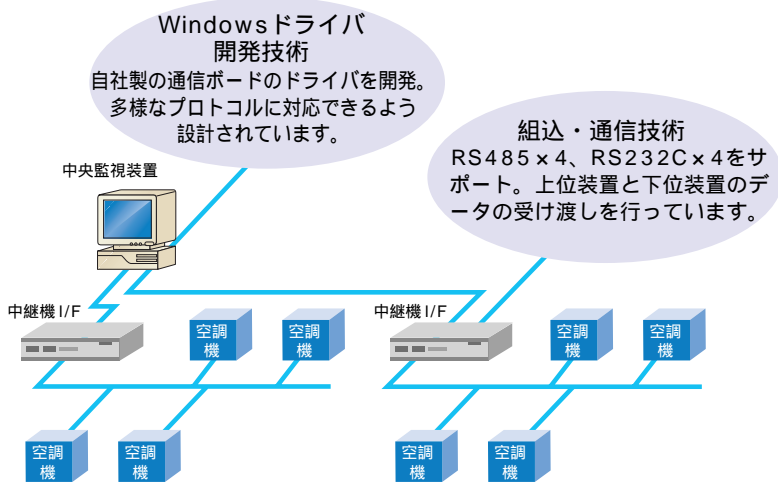 Windowsドライバ
開発技術
自社製の通信ボードのドライバを開発。
多様なプロトコルに対応できるよう
設計されています。
組込・通信技術
RS485×4、RS232C×4をサ
ポート。上位装置と下位装置のデ
ータの受け渡しを行っています。
中央監視装置
中継機I/F
空調
機
空調
機
中継機I/F
空調
機
空調
機
空調
機
空調
機
空調
機
空調
機